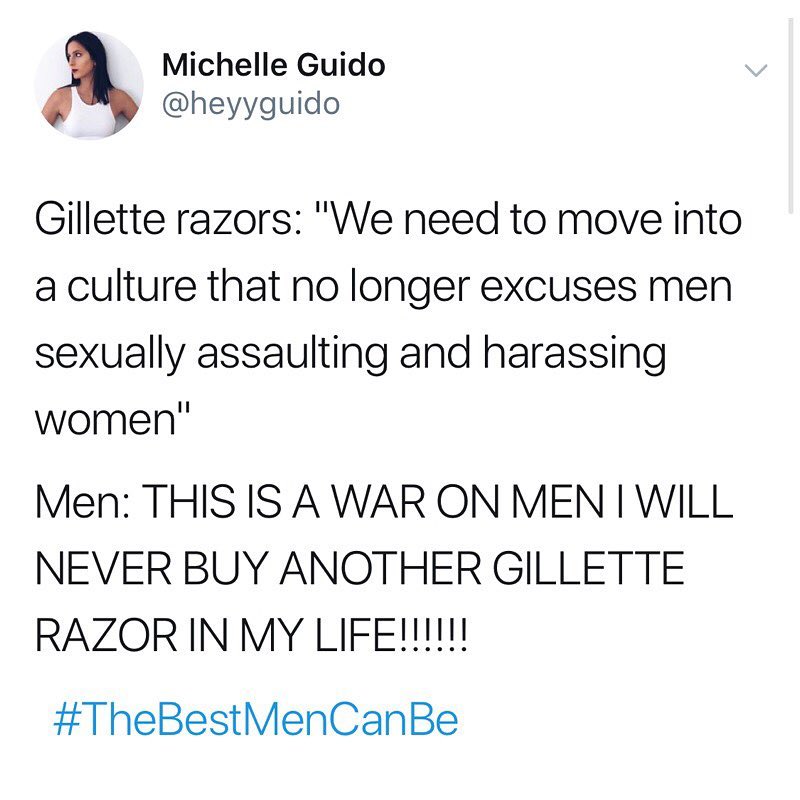 Michelle Guido
@heyyguido
Gillette razors: "We need to move into
a culture that no longer excuses men
sexually assaulting and harassing
women"
Men: THIS IS A WAR ON MEN I WILL
NEVER BUY ANOTHER GILLETTE
RAZOR IN MY LIFE!!!!!!
#TheBestMenCanBe